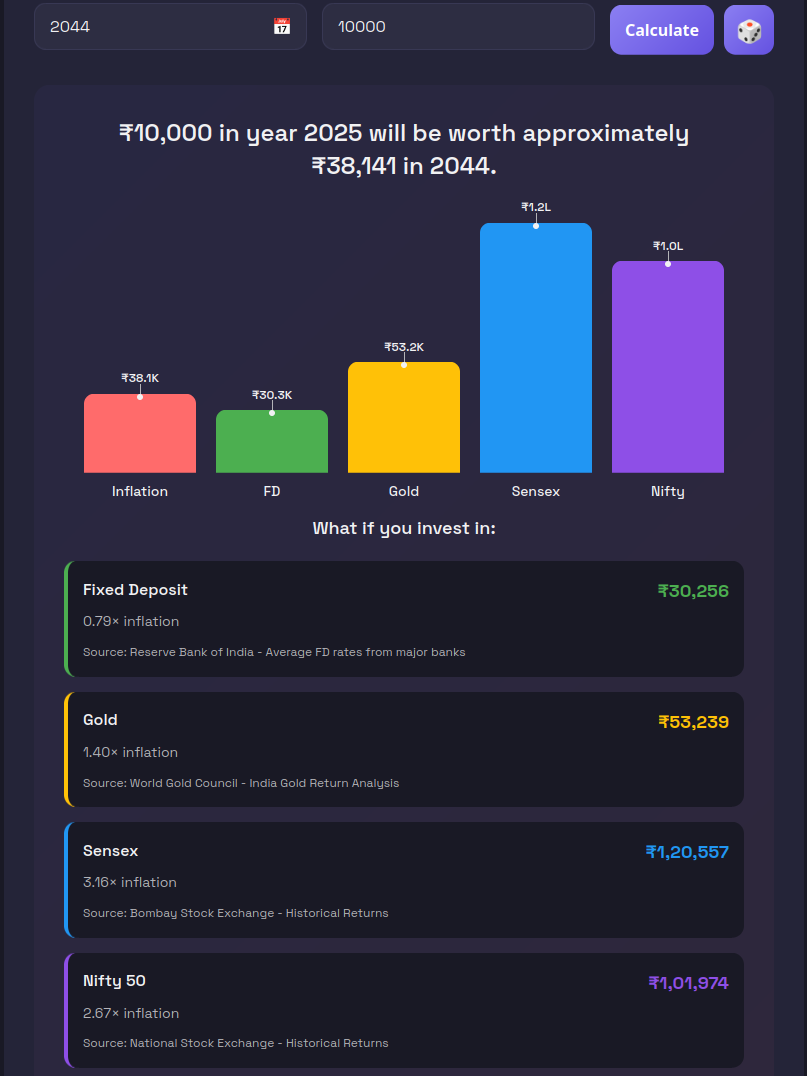 2044
10000
Calculate
₹10,000 in year 2025 will be worth approximately
₹38,141 in 2044.
₹1.2L
₹1.0L
₹53.2K
₹38.1K
₹30.3K
Inflation
FD
Gold
Sensex
Nifty
What if you invest in:
Fixed Deposit
₹30,256
0.79× inflation
Source: Reserve Bank of India - Average FD rates from major banks
Gold
₹53,239
1.40× inflation
Source: World Gold Council - India Gold Return Analysis
Sensex
₹1,20,557
3.16× inflation
Source: Bombay Stock Exchange - Historical Returns
Nifty 50
₹1,01,974
2.67× inflation
Source: National Stock Exchange - Historical Returns